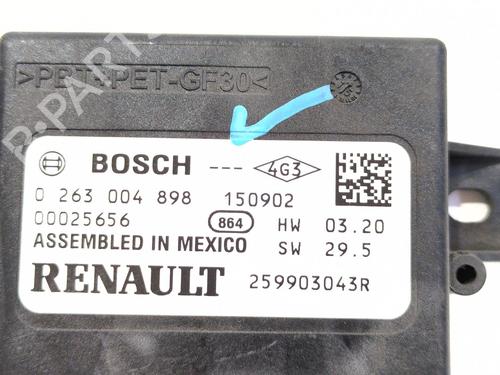 >PBT+PET-GF30<
BOSCH --- 4G3
0 263 004 898 150902
00025656 864 HW 03.20
ASSEMBLED IN MEXICO SW 29.5
RENAULT 259903043R
B-PARTS